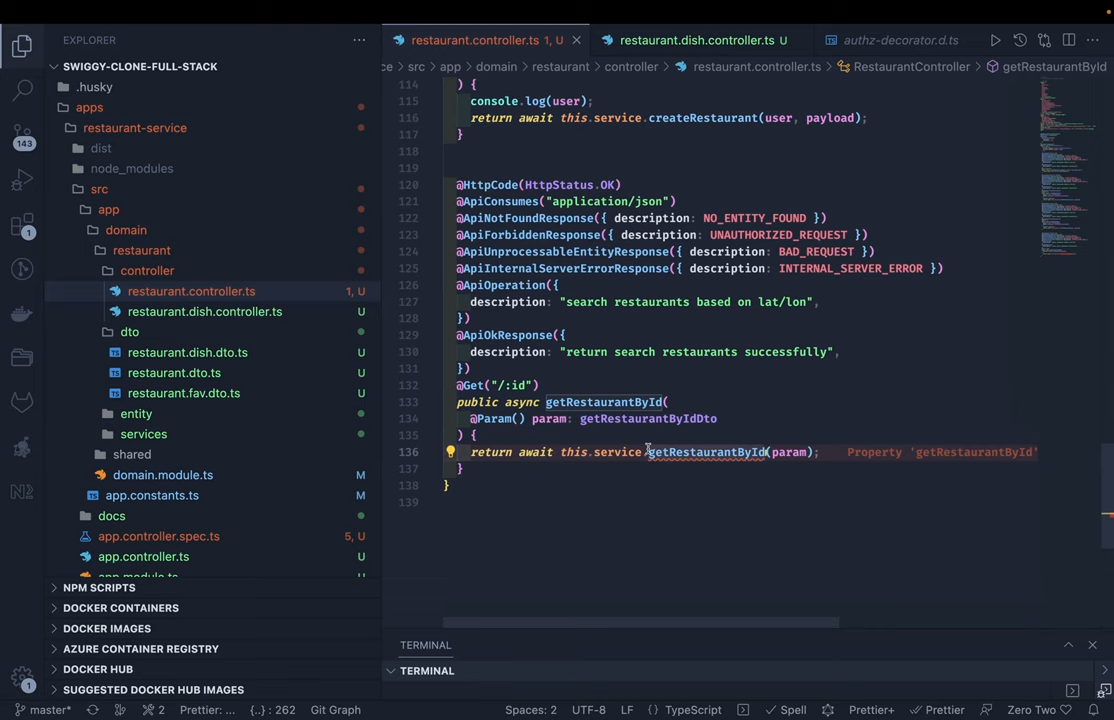 EXPLORER
restaurant.controller.ts 1, U
restaurant.dish.controller.ts U
authz-decorator.d.ts
SWIGGY-CLONE-FULL-STACK
ce > src > app > domain > restaurant > controller > restaurant.controller.ts > RestaurantController > getRestaurantById
.husky
apps
restaurant-service
dist
node_modules
src
app
domain
restaurant
controller
restaurant.controller.ts 1, U
restaurant.dish.controller.ts U
dto
restaurant.dish.dto.ts U
restaurant.dto.ts U
restaurant.fav.dto.ts U
entity
services
shared
domain.module.ts M
app.constants.ts M
docs
app.controller.spec.ts 5, U
app.controller.ts U
app.module.ts
NPM SCRIPTS
DOCKER CONTAINERS
DOCKER IMAGES
AZURE CONTAINER REGISTRY
DOCKER HUB
SUGGESTED DOCKER HUB IMAGES
143
1
1
114 ) {
115 console.log(user);
116 return await this.service.createRestaurant(user, payload);
117 }
118
119
120 @HttpCode(HttpStatus.OK)
121 @ApiConsumes("application/json")
122 @ApiNotFoundResponse({ description: NO_ENTITY_FOUND })
123 @ApiForbiddenResponse({ description: UNAUTHORIZED_REQUEST })
124 @ApiUnprocessableEntityResponse({ description: BAD_REQUEST })
125 @ApiInternalServerErrorResponse({ description: INTERNAL_SERVER_ERROR })
126 @ApiOperation({
127 description: "search restaurants based on lat/lon",
128 })
129 @ApiOkResponse({
130 description: "return search restaurants successfully",
131 })
132 @Get("/:id")
133 public async getRestaurantById(
134 @Param() param: getRestaurantByIdDto
135 ) {
136 return await this.service.getRestaurantById(param); Property 'getRestaurantById'
137 }
138 }
139
TERMINAL
TERMINAL
master* 2 Prettier: ... {..} : 262 Git Graph Spaces: 2 UTF-8 LF { } TypeScript Spell Prettier+ Prettier Zero Two